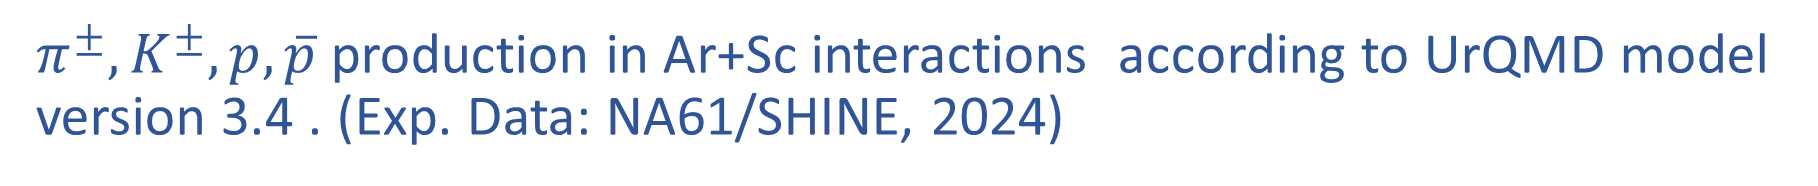 π±, K±, p, p̄ production in Ar+Sc interactions  according to UrQMD model
version 3.4 . (Exp. Data: NA61/SHINE, 2024)